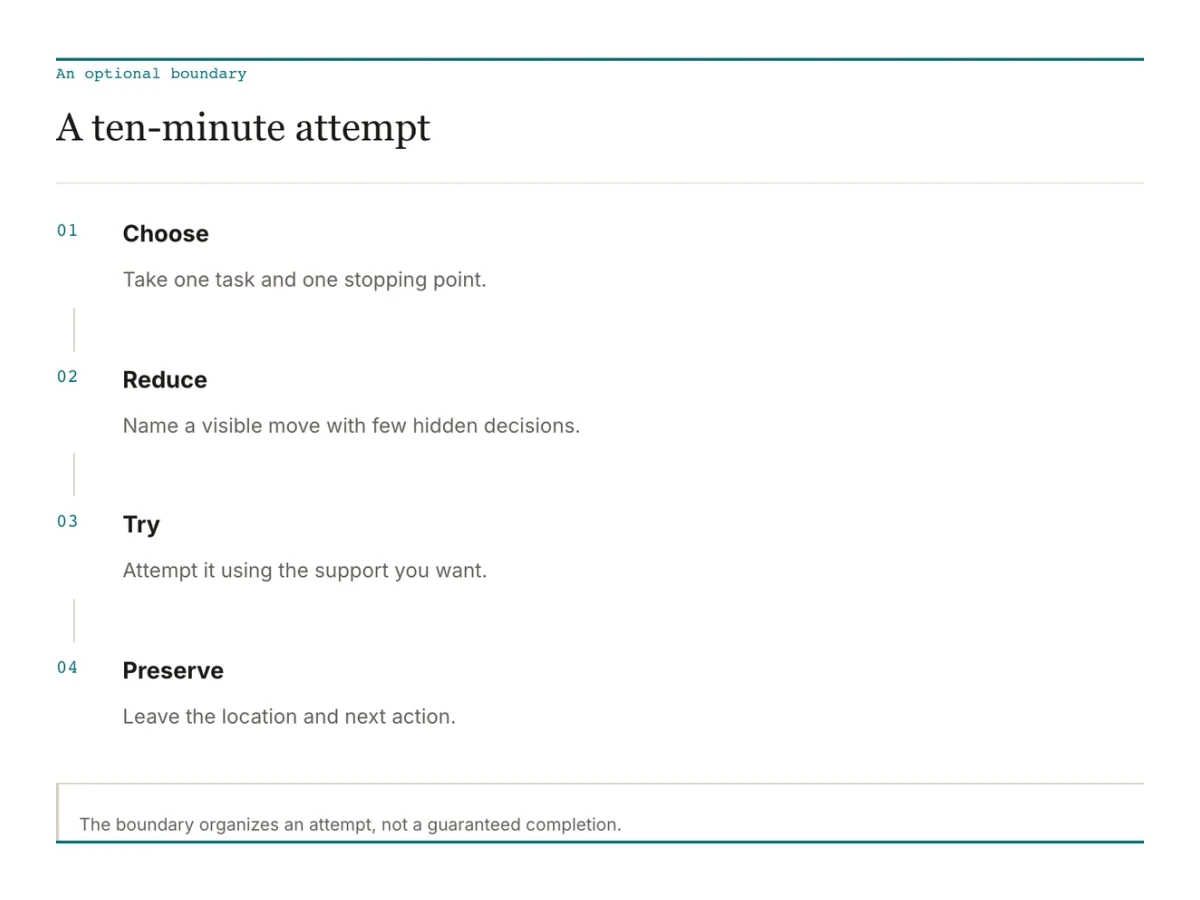 An optional boundary
A ten-minute attempt
01
Choose
Take one task and one stopping point.
02
Reduce
Name a visible move with few hidden decisions.
03
Try
Attempt it using the support you want.
04
Preserve
Leave the location and next action.
The boundary organizes an attempt, not a guaranteed completion.